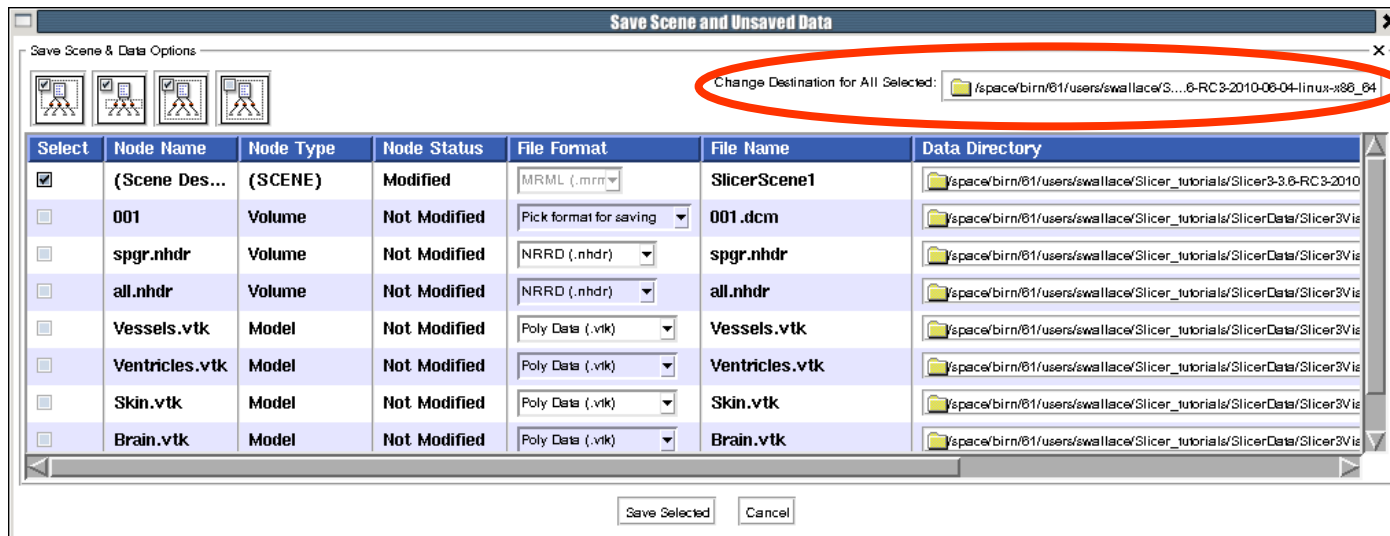 Save Scene and Unsaved Data
Save Scene & Data Options
Change Destination for All Selected: /space/birn/61/users/swallace/S....6-RC3-2010-06-04-linux-x86_64
Select Node Name Node Type Node Status File Format File Name Data Directory
(Scene Des... (SCENE) Modified MRML (.mrm SlicerScene1 /space/birn/61/users/swallace/Slicer_tutorials/Slicer3-3.6-RC3-2010
001 Volume Not Modified Pick format for saving 001.dcm /space/birn/61/users/swallace/Slicer_tutorials/SlicerData/Slicer3Vis
spgr.nhdr Volume Not Modified NRRD (.nhdr) spgr.nhdr /space/birn/61/users/swallace/Slicer_tutorials/SlicerData/Slicer3Vis
all.nhdr Volume Not Modified NRRD (.nhdr) all.nhdr /space/birn/61/users/swallace/Slicer_tutorials/SlicerData/Slicer3Vis
Vessels.vtk Model Not Modified Poly Data (.vtk) Vessels.vtk /space/birn/61/users/swallace/Slicer_tutorials/SlicerData/Slicer3Vis
Ventricles.vtk Model Not Modified Poly Data (.vtk) Ventricles.vtk /space/birn/61/users/swallace/Slicer_tutorials/SlicerData/Slicer3Vis
Skin.vtk Model Not Modified Poly Data (.vtk) Skin.vtk /space/birn/61/users/swallace/Slicer_tutorials/SlicerData/Slicer3Vis
Brain.vtk Model Not Modified Poly Data (.vtk) Brain.vtk /space/birn/61/users/swallace/Slicer_tutorials/SlicerData/Slicer3Vis
Save Selected Cancel